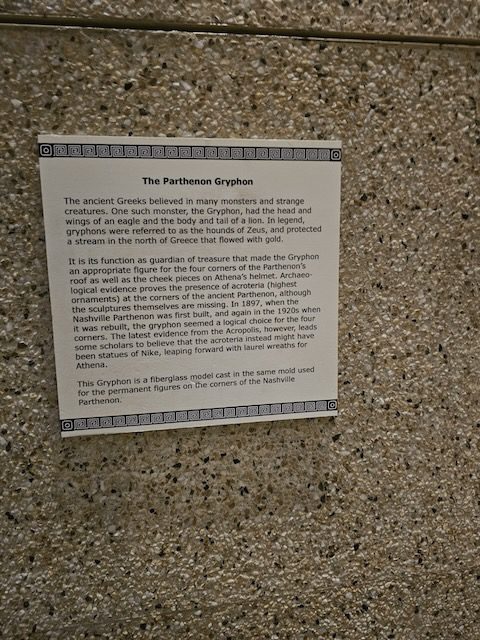 The Parthenon Gryphon
The ancient Greeks believed in many monsters and strange
creatures. One such monster, the Gryphon, had the head and
wings of an eagle and the body and tail of a lion. In legend,
gryphons were referred to as the hounds of Zeus, and protected
a stream in the north of Greece that flowed with gold.
It is its function as guardian of treasure that made the Gryphon
an appropriate figure for the four corners of the Parthenon's
roof as well as the cheek pieces on Athena's helmet. Archaeo-
logical evidence proves the presence of acroteria (highest
ornaments) at the corners of the ancient Parthenon, although
the sculptures themselves are missing. In 1897, when the
Nashville Parthenon was first built, and again in the 1920s when
it was rebuilt, the gryphon seemed a logical choice for the four
corners. The latest evidence from the Acropolis, however, leads
some scholars to believe that the acroteria instead might have
been statues of Nike, leaping forward with laurel wreaths for
Athena.
This Gryphon is a fiberglass model cast in the same mold used
for the permanent figures on the corners of the Nashville
Parthenon.